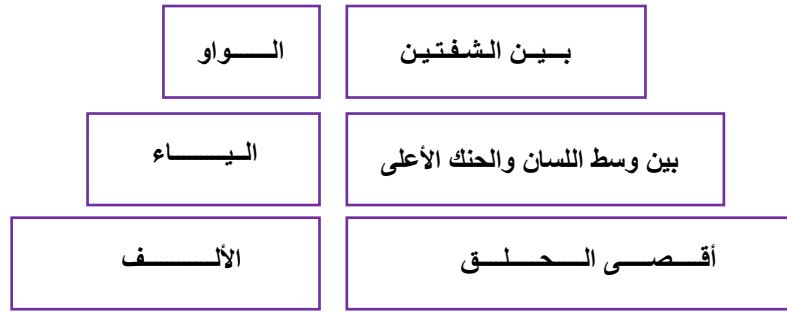 بين الشفتين
الواو
بين وسط اللسان والحنك الأعلى
الياء
أقصى الحلق
الألف